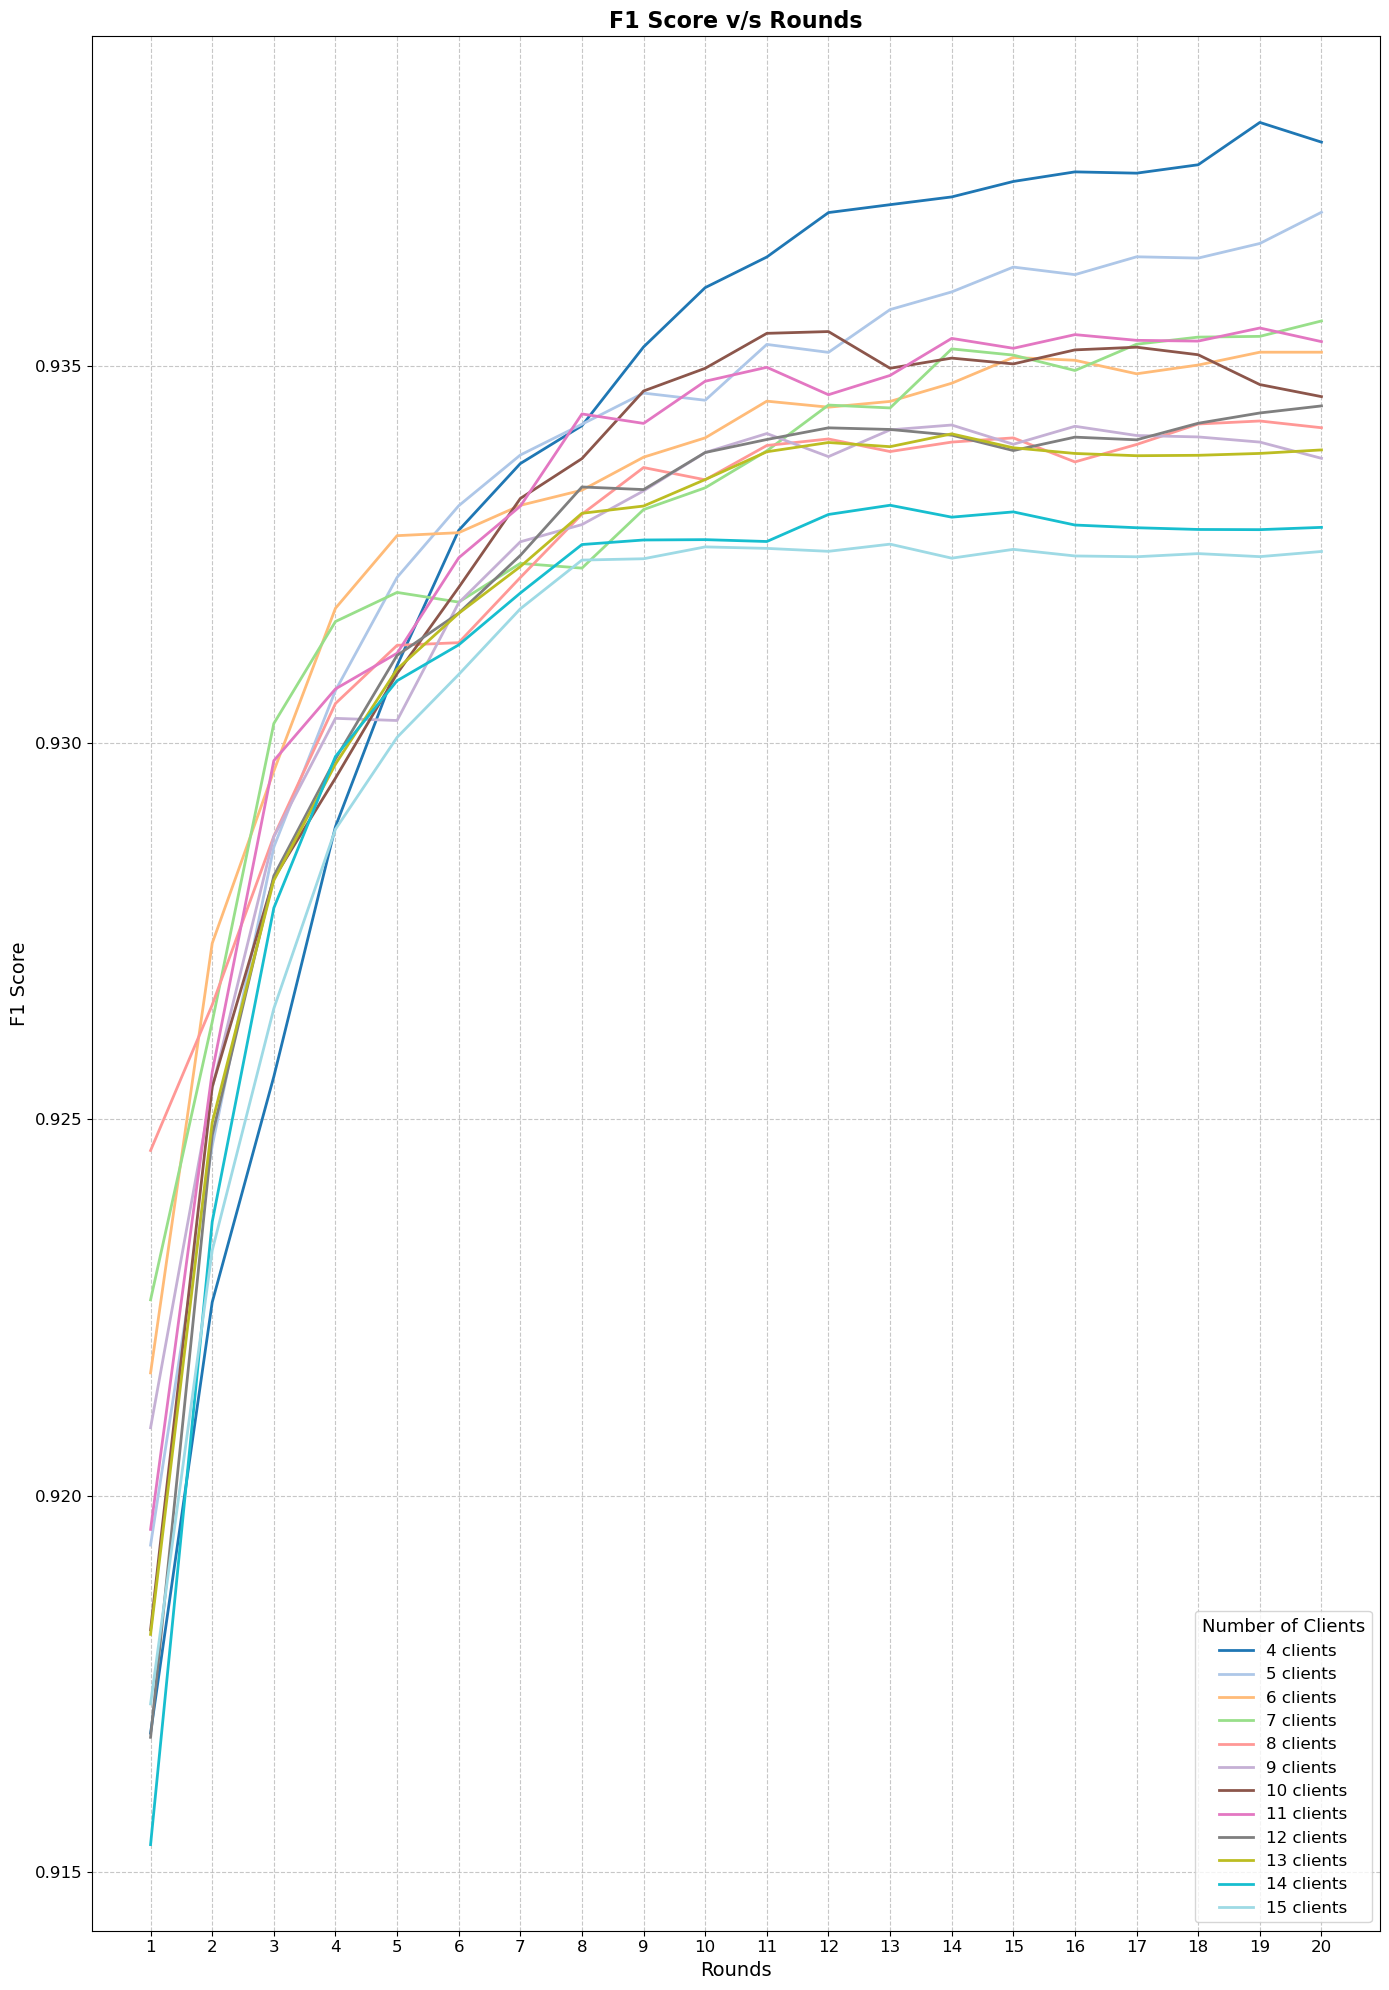 F1 Score v/s Rounds
F1 Score
0.935
0.930
0.925
0.920
0.915
Number of Clients
4 clients
5 clients
6 clients
7 clients
8 clients
9 clients
10 clients
11 clients
12 clients
13 clients
14 clients
15 clients
1 2 3 4 5 6 7 8 9 10 11 12 13 14 15 16 17 18 19 20
Rounds